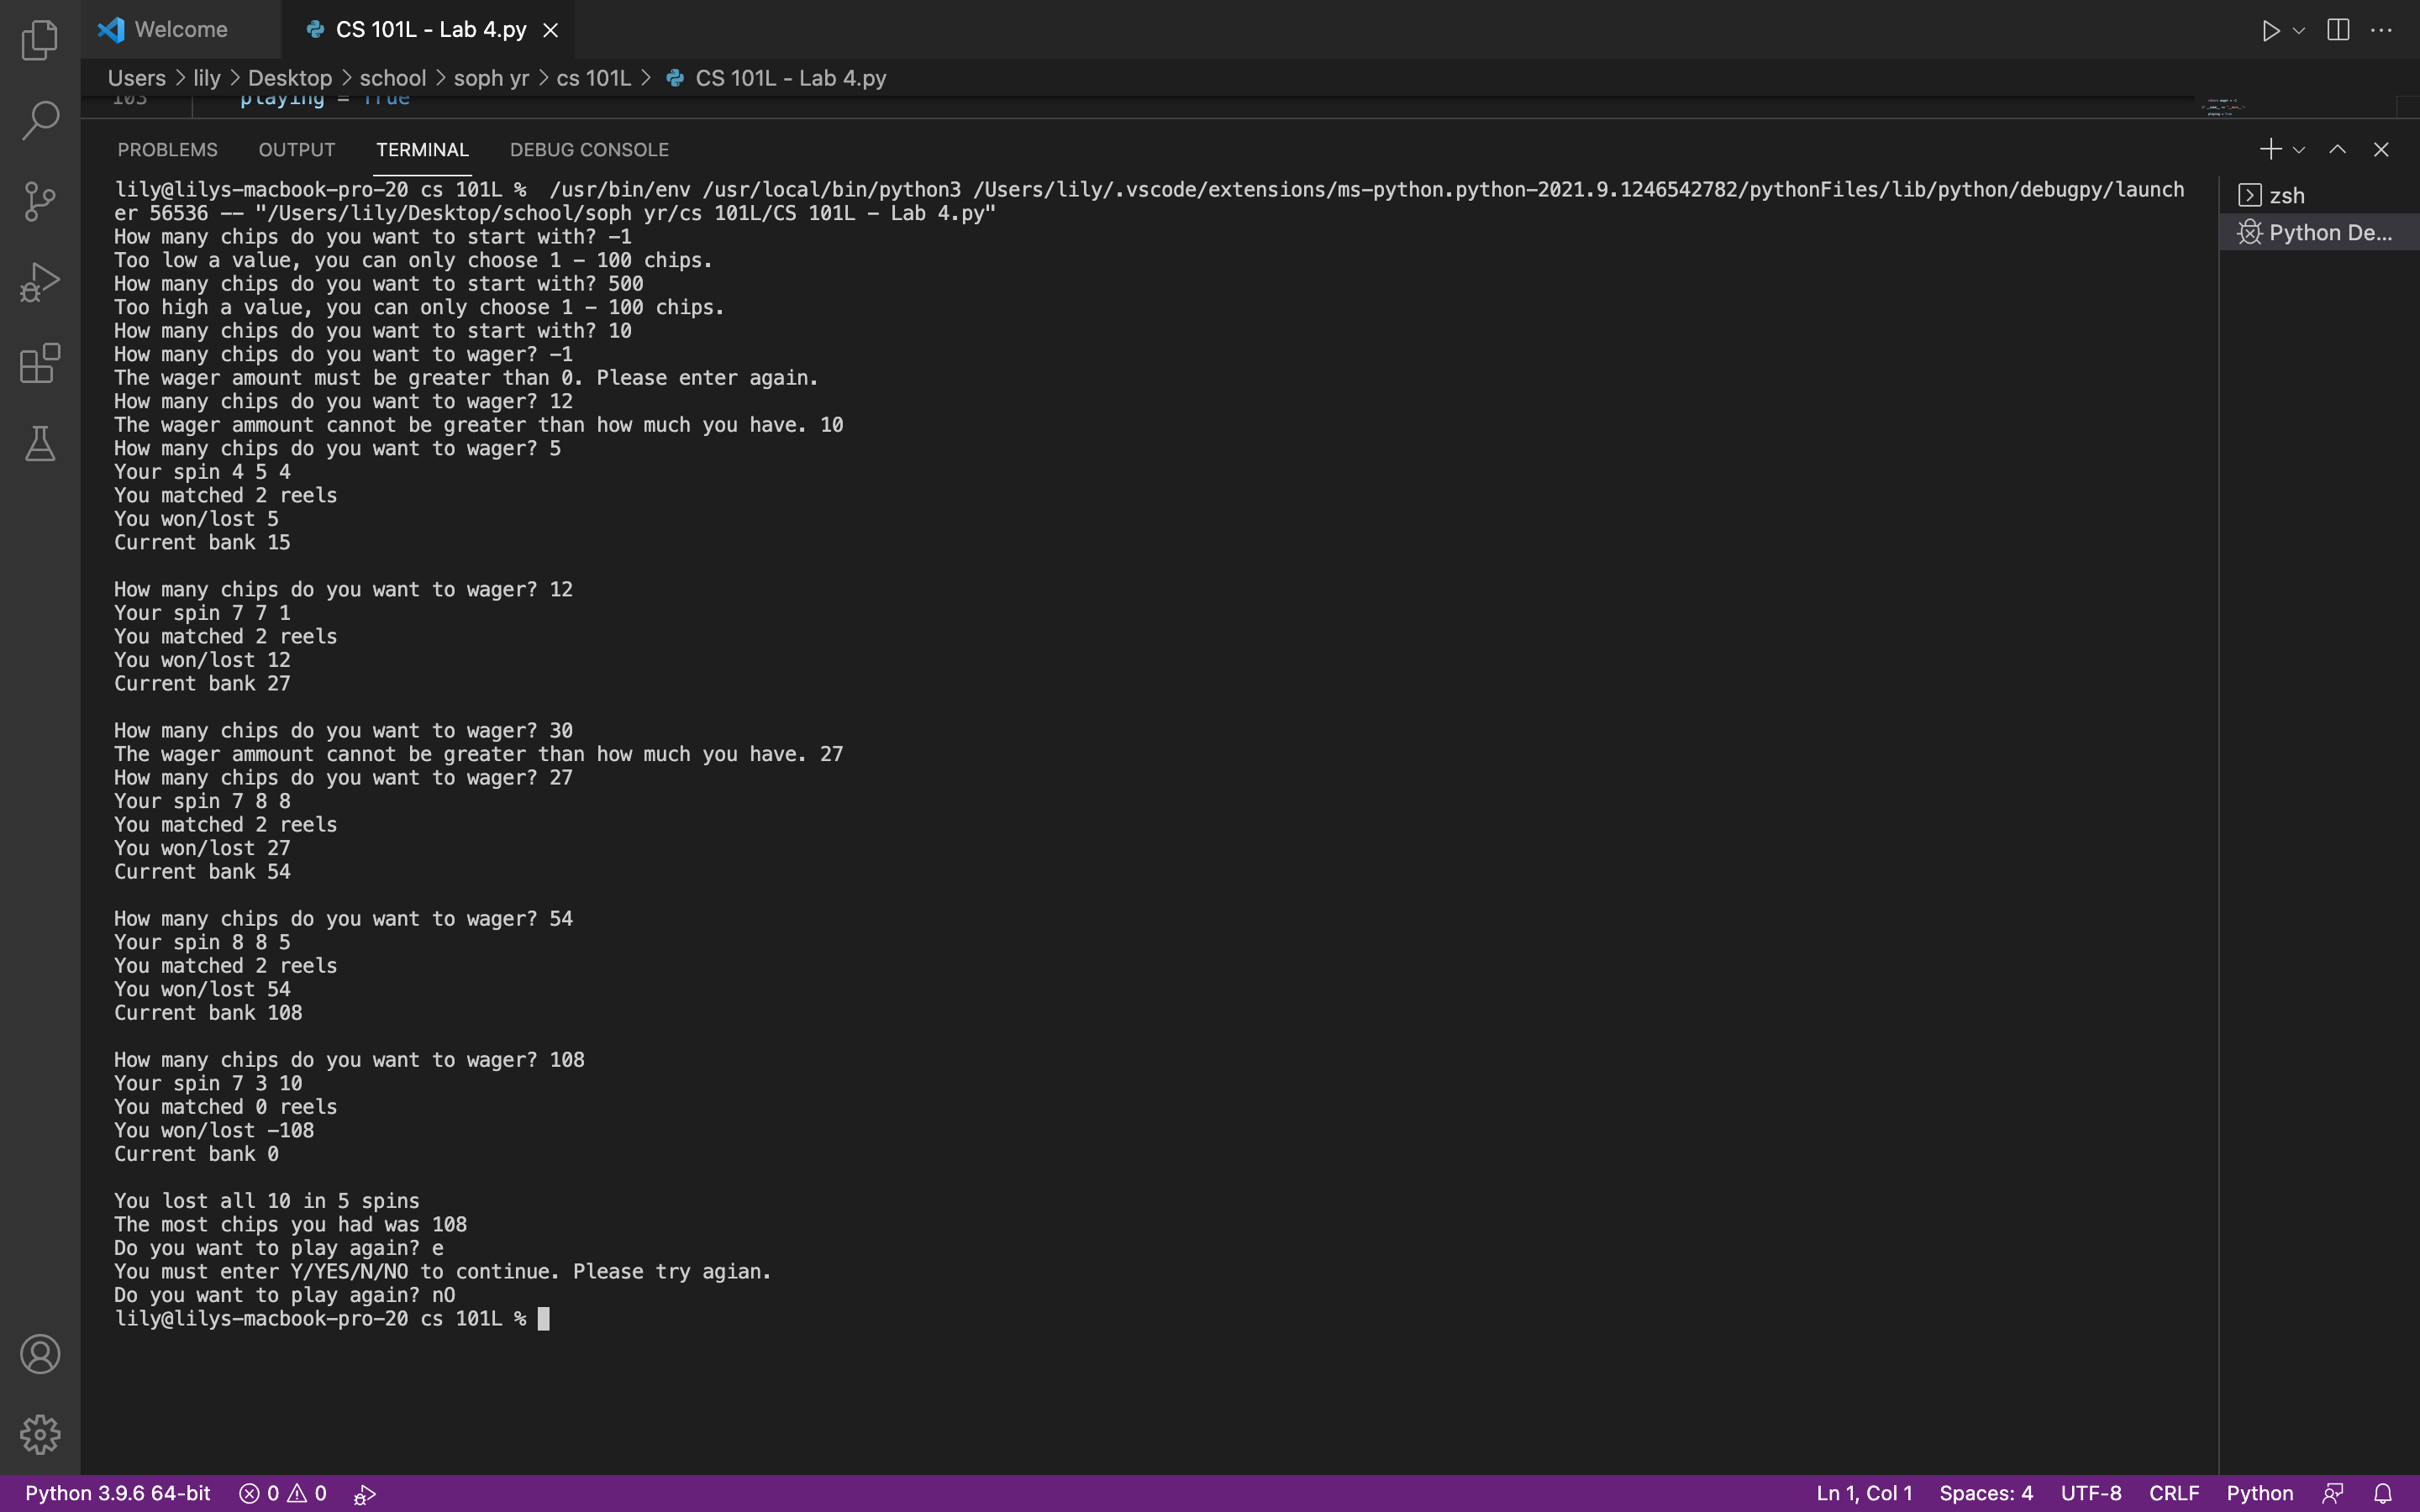 Welcome
CS 101L - Lab 4.py
Users > lily > Desktop > school > soph yr > cs 101L > CS 101L - Lab 4.py
103 playing = True
PROBLEMS OUTPUT TERMINAL DEBUG CONSOLE
lily@lilys-macbook-pro-20 cs 101L %  /usr/bin/env /usr/local/bin/python3 /Users/lily/.vscode/extensions/ms-python.python-2021.9.1246542782/pythonFiles/lib/python/debugpy/launch
er 56536 -- "/Users/lily/Desktop/school/soph yr/cs 101L/CS 101L - Lab 4.py"
How many chips do you want to start with? -1
Too low a value, you can only choose 1 - 100 chips.
How many chips do you want to start with? 500
Too high a value, you can only choose 1 - 100 chips.
How many chips do you want to start with? 10
How many chips do you want to wager? -1
The wager amount must be greater than 0. Please enter again.
How many chips do you want to wager? 12
The wager ammount cannot be greater than how much you have. 10
How many chips do you want to wager? 5
Your spin 4 5 4
You matched 2 reels
You won/lost 5
Current bank 15
How many chips do you want to wager? 12
Your spin 7 7 1
You matched 2 reels
You won/lost 12
Current bank 27
How many chips do you want to wager? 30
The wager ammount cannot be greater than how much you have. 27
How many chips do you want to wager? 27
Your spin 7 8 8
You matched 2 reels
You won/lost 27
Current bank 54
How many chips do you want to wager? 54
Your spin 8 8 5
You matched 2 reels
You won/lost 54
Current bank 108
How many chips do you want to wager? 108
Your spin 7 3 10
You matched 0 reels
You won/lost -108
Current bank 0
You lost all 10 in 5 spins
The most chips you had was 108
Do you want to play again? e
You must enter Y/YES/N/NO to continue. Please try agian.
Do you want to play again? nO
lily@lilys-macbook-pro-20 cs 101L %
zsh
Python De...
Python 3.9.6 64-bit 0 0 Ln 1, Col 1 Spaces: 4 UTF-8 CRLF Python